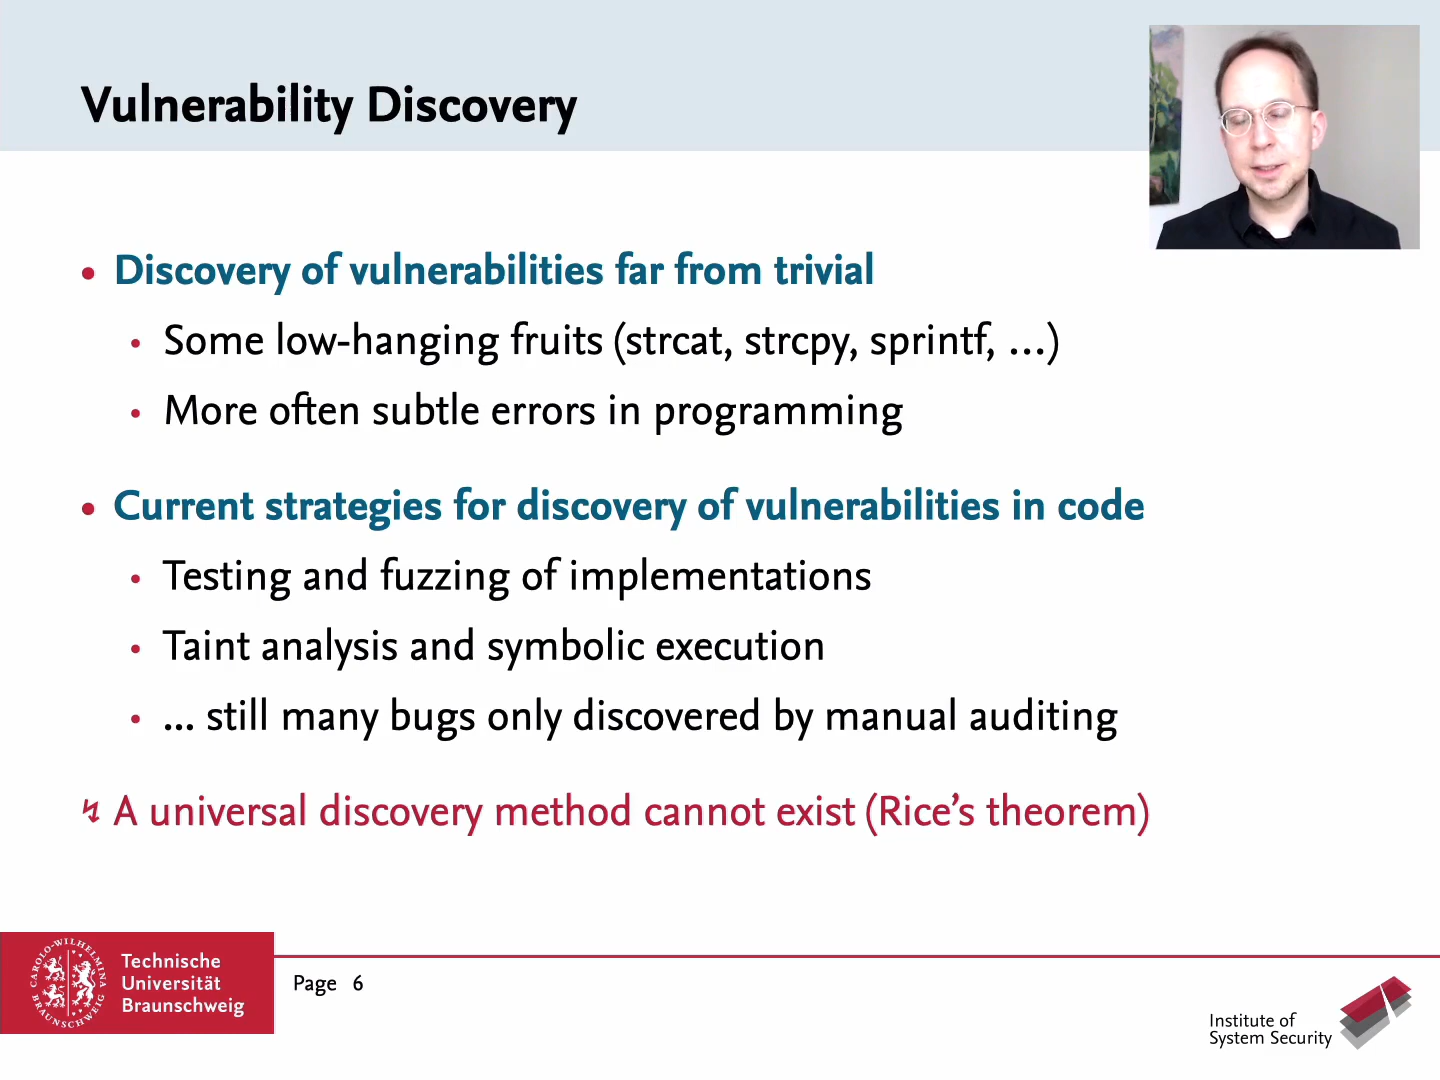 Vulnerability Discovery
• Discovery of vulnerabilities far from trivial
• Some low-hanging fruits (strcat, strcpy, sprintf, …)
• More often subtle errors in programming
• Current strategies for discovery of vulnerabilities in code
• Testing and fuzzing of implementations
• Taint analysis and symbolic execution
• … still many bugs only discovered by manual auditing
↯ A universal discovery method cannot exist (Rice’s theorem)
CAROLO-WILHELMINA
BRAUNSCHWEIG
Technische
Universität
Braunschweig
Page 6
Institute of
System Security